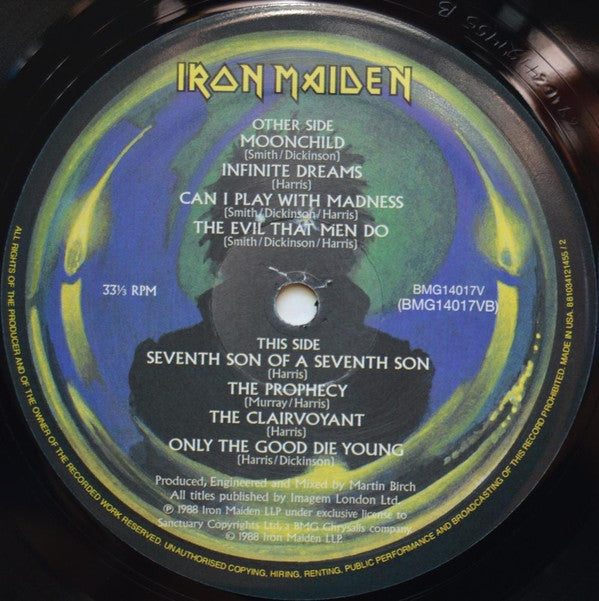 IRON MAIDEN
OTHER SIDE
MOONCHILD
(Smith/Dickinson)
INFINITE DREAMS
(Harris)
CAN I PLAY WITH MADNESS
(Smith/Dickinson/Harris)
THE EVIL THAT MEN DO
(Smith/Dickinson/Harris)
33⅓ RPM
BMG14017V
(BMG14017VB)
THIS SIDE
SEVENTH SON OF A SEVENTH SON
(Harris)
THE PROPHECY
(Murray/Harris)
THE CLAIRVOYANT
(Harris)
ONLY THE GOOD DIE YOUNG
(Harris/Dickinson)
Produced, Engineered and Mixed by Martin Birch
All titles published by Imagem London Ltd.
℗ 1988 Iron Maiden LLP under exclusive license to
Sanctuary Copyrights Ltd, a BMG Chrysalis company.
© 1988 Iron Maiden LLP.
ALL RIGHTS OF THE PRODUCER AND OF THE OWNER OF THE RECORDED WORK RESERVED. UNAUTHORISED COPYING, HIRING, RENTING, PUBLIC PERFORMANCE AND BROADCASTING OF THIS RECORD PROHIBITED. MADE IN USA. 881034121455 / 2